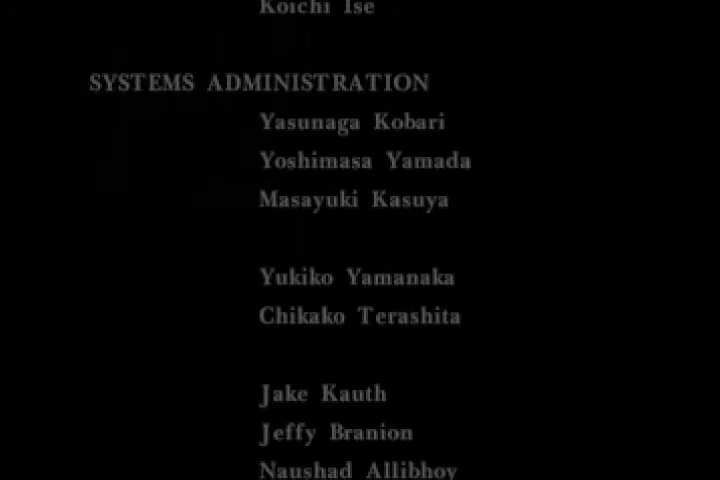 Koichi Ise
SYSTEMS ADMINISTRATION
Yasunaga Kobari
Yoshimasa Yamada
Masayuki Kasuya
Yukiko Yamanaka
Chikako Terashita
Jake Kauth
Jeffy Branion
Naushad Allibhoy